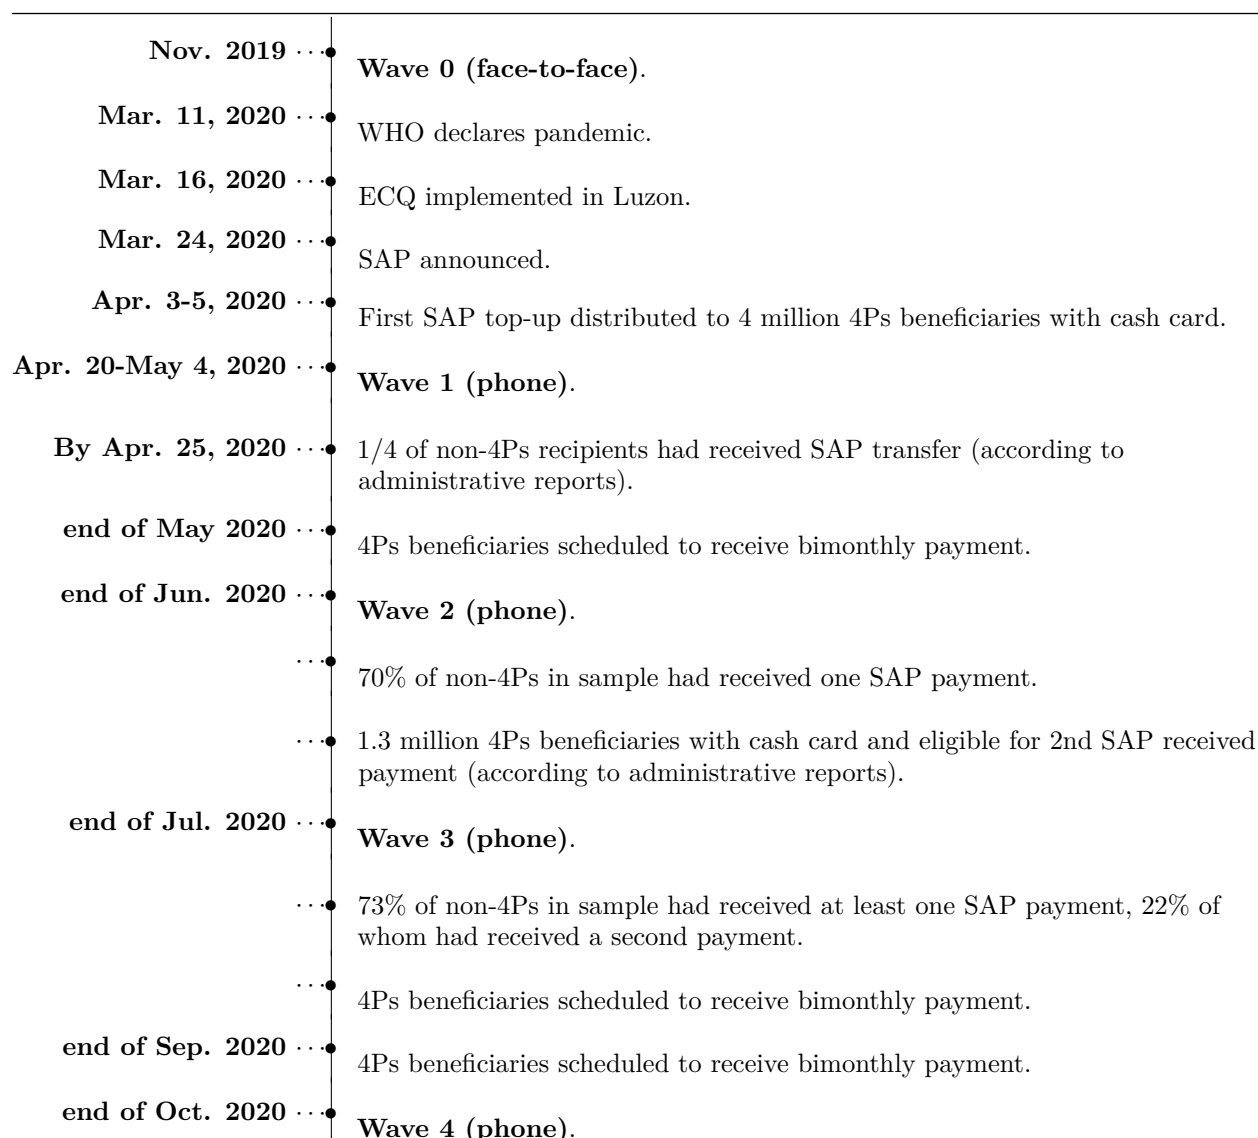 Nov. 2019 ...
Wave 0 (face-to-face).
Mar. 11, 2020 ...
WHO declares pandemic.
Mar. 16, 2020 ...
ECQ implemented in Luzon.
Mar. 24, 2020 ...
SAP announced.
Apr. 3-5, 2020 ...
First SAP top-up distributed to 4 million 4Ps beneficiaries with cash card.
Apr. 20-May 4, 2020 ...
Wave 1 (phone).
By Apr. 25, 2020 ...
1/4 of non-4Ps recipients had received SAP transfer (according to
administrative reports).
end of May 2020 ...
4Ps beneficiaries scheduled to receive bimonthly payment.
end of Jun. 2020 ...
Wave 2 (phone).
...
70% of non-4Ps in sample had received one SAP payment.
...
1.3 million 4Ps beneficiaries with cash card and eligible for 2nd SAP received
payment (according to administrative reports).
end of Jul. 2020 ...
Wave 3 (phone).
...
73% of non-4Ps in sample had received at least one SAP payment, 22% of
whom had received a second payment.
...
4Ps beneficiaries scheduled to receive bimonthly payment.
end of Sep. 2020 ...
4Ps beneficiaries scheduled to receive bimonthly payment.
end of Oct. 2020 ...
Wave 4 (phone).